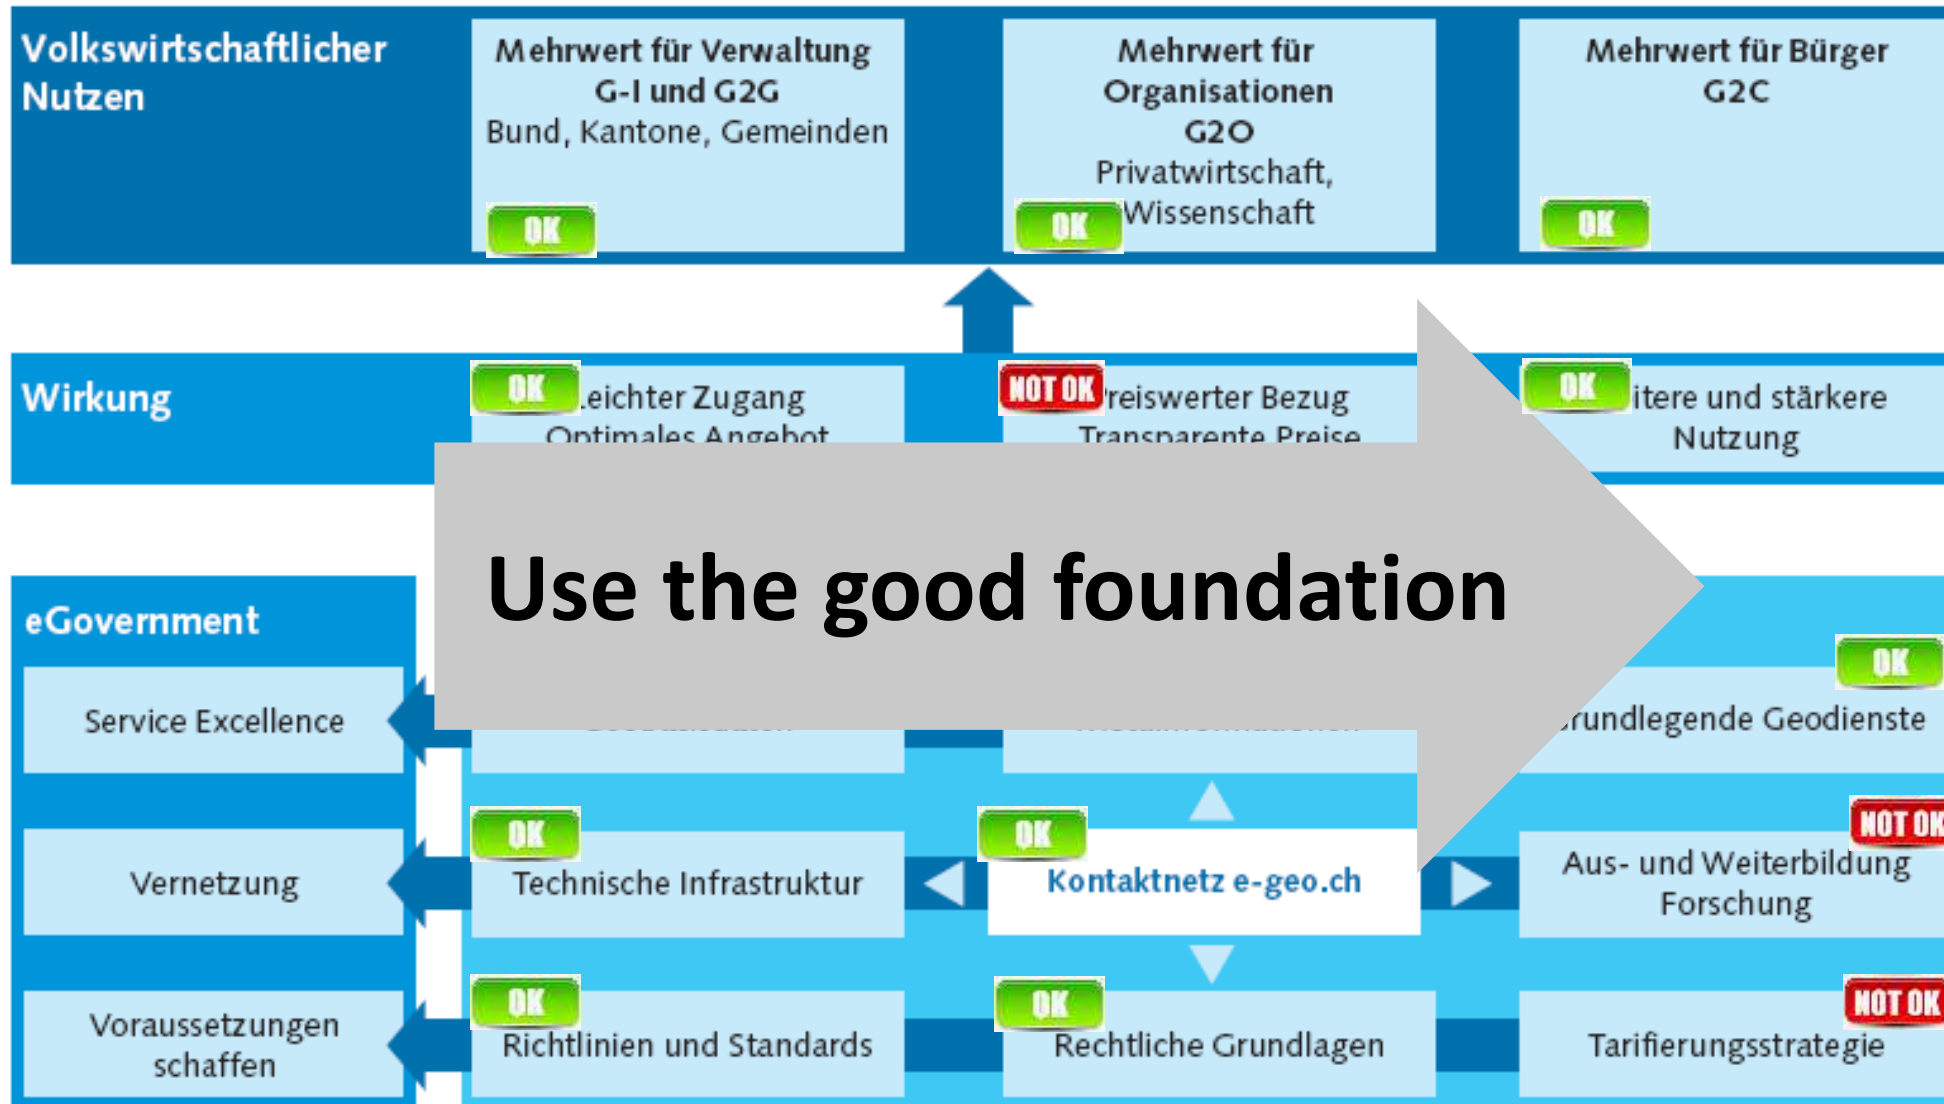 Volkswirtschaftlicher
Nutzen
Mehrwert für Verwaltung
G-I und G2G
Bund, Kantone, Gemeinden
OK
Mehrwert für
Organisationen
G2O
Privatwirtschaft,
Wissenschaft
OK
Mehrwert für Bürger
G2C
OK
Wirkung
OK
eichter Zugang
Optimales Angebot
NOT OK
reiswerter Bezug
Transparente Preise
OK
itere und stärkere
Nutzung
Use the good foundation
eGovernment
Service Excellence
OK
rundlegende Geodienste
Vernetzung
OK
Technische Infrastruktur
OK
Kontaktnetz e-geo.ch
NOT OK
Aus- und Weiterbildung
Forschung
Voraussetzungen
schaffen
OK
Richtlinien und Standards
OK
Rechtliche Grundlagen
NOT OK
Tarifierungsstrategie